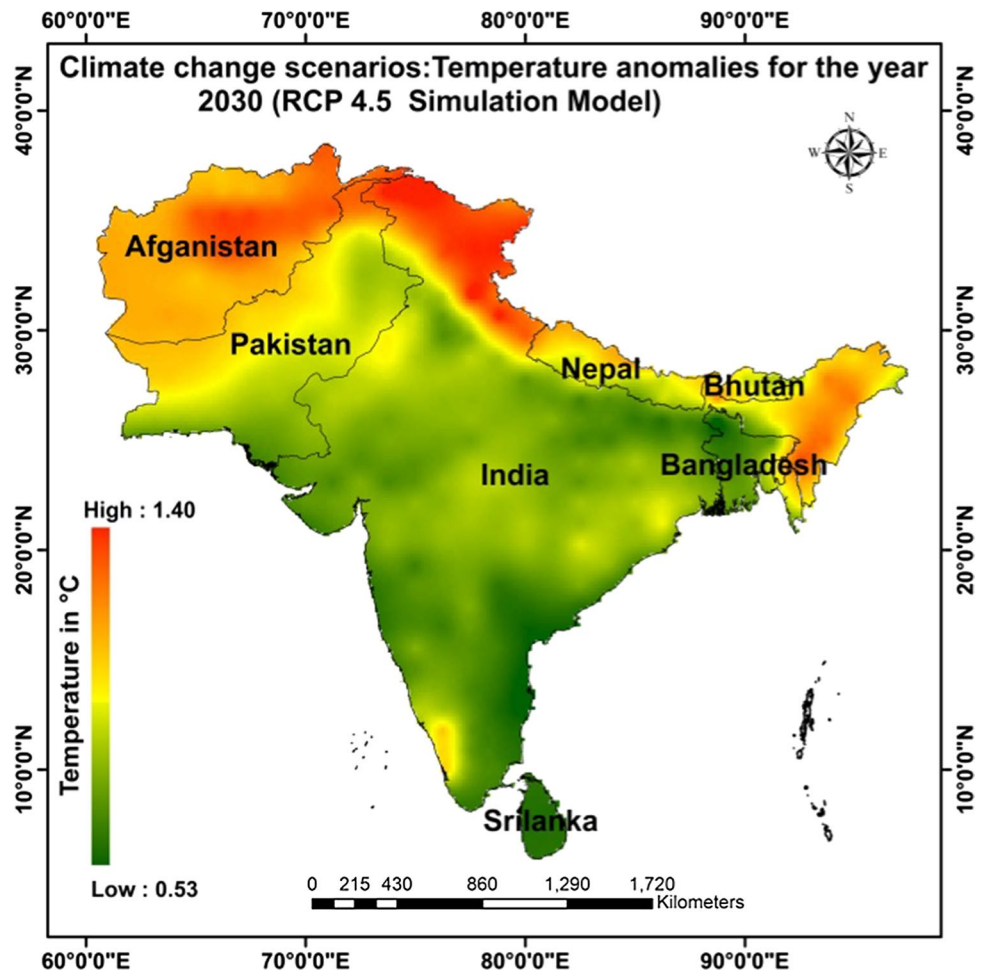 60°0'0"E 70°0'0"E 80°0'0"E 90°0'0"E
Climate change scenarios:Temperature anomalies for the year
2030 (RCP 4.5 Simulation Model)
40°0'0"N
40°0'0"N
N
W
E
S
Afganistan
30°0'0"N
30°0'0"N
Pakistan
Nepal
Bhutan
India
Bangladesh
High : 1.40
Temperature in °C
Low : 0.53
20°0'0"N
20°0'0"N
10°0'0"N
10°0'0"N
Srilanka
0 215 430 860 1,290 1,720
Kilometers
60°0'0"E 70°0'0"E 80°0'0"E 90°0'0"E